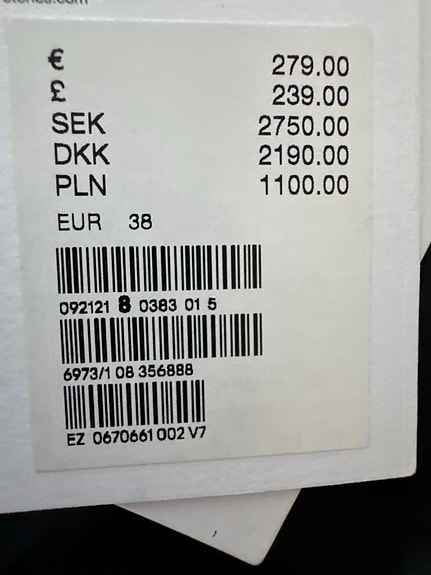 € 279.00
£ 239.00
SEK 2750.00
DKK 2190.00
PLN 1100.00
EUR 38
092121 8 0383 01 5
6973/1 08 356888
EZ 0670661 002 V7